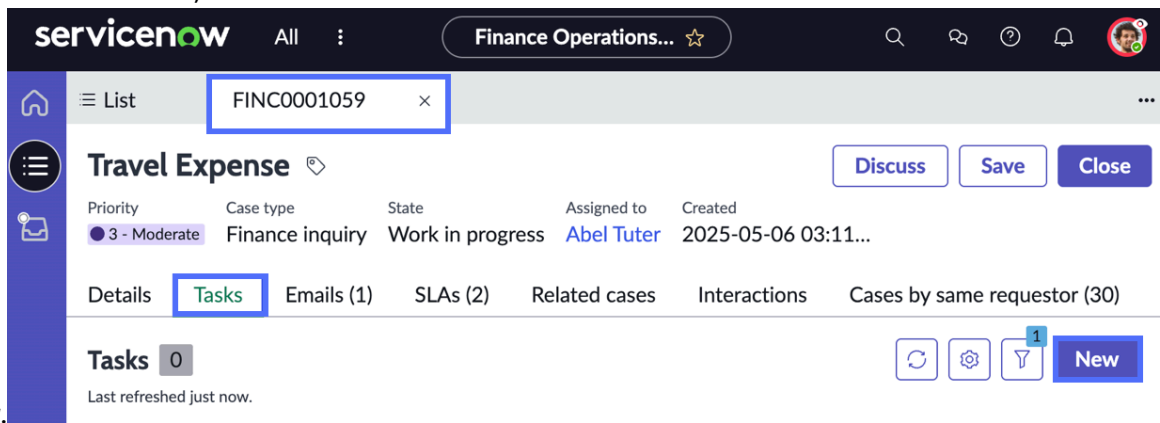 servicenow All Finance Operations...
List FINC0001059
Travel Expense Discuss Save Close
Priority Case type State Assigned to Created
3 - Moderate Finance inquiry Work in progress Abel Tuter 2025-05-06 03:11...
Details Tasks Emails (1) SLAs (2) Related cases Interactions Cases by same requestor (30)
1
Tasks 0 New
Last refreshed just now.